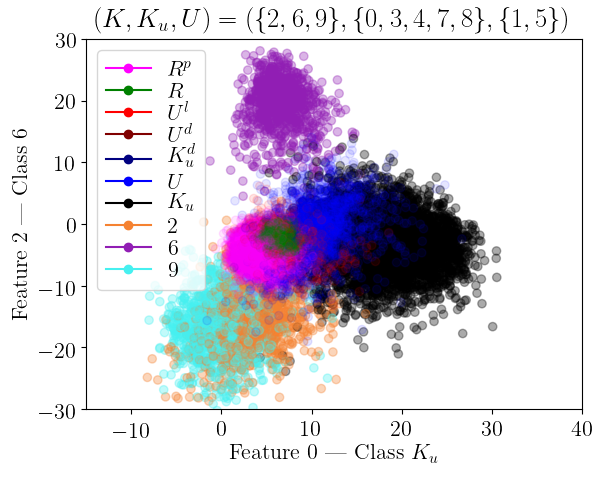 (K, K_u, U) = ({2, 6, 9}, {0, 3, 4, 7, 8}, {1, 5})
30
20
10
0
−10
−20
−30
Feature 2 — Class 6
R^p
R
U^l
U^d
K_u^d
U
K_u
2
6
9
−10
0
10
20
30
40
Feature 0 — Class K_u